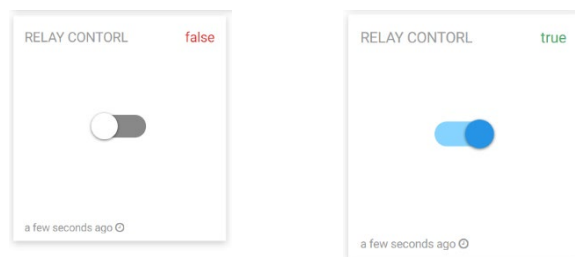 RELAY CONTORL false
a few seconds ago
RELAY CONTORL true
a few seconds ago